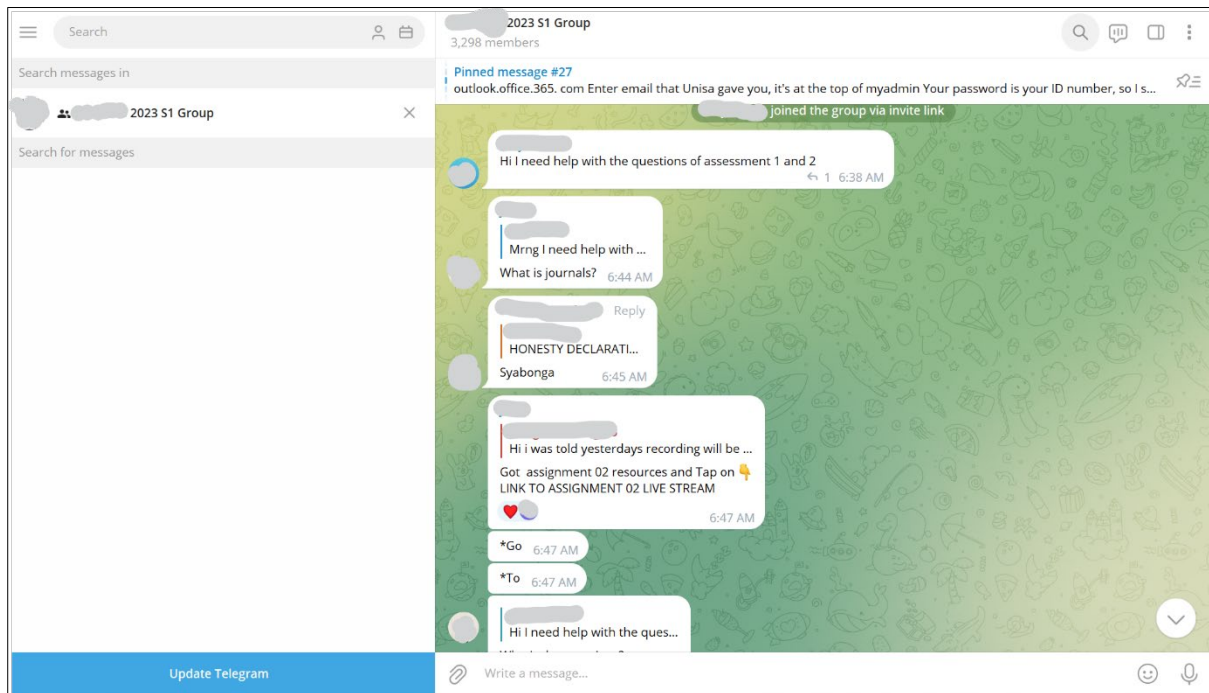 Search
Search messages in
2023 S1 Group
Search for messages
Update Telegram
2023 S1 Group
3,298 members
Pinned message #27
outlook.office.365. com Enter email that Unisa gave you, it's at the top of myadmin Your password is your ID number, so I s...
joined the group via invite link
Hi I need help with the questions of assessment 1 and 2
1 6:38 AM
Mrng I need help with ...
What is journals? 6:44 AM
Reply
HONESTY DECLARATI...
Syabonga 6:45 AM
Hi i was told yesterdays recording will be ...
Got assignment 02 resources and Tap on 👇
LINK TO ASSIGNMENT 02 LIVE STREAM
6:47 AM
*Go 6:47 AM
*To 6:47 AM
Hi I need help with the ques...
Write a message...